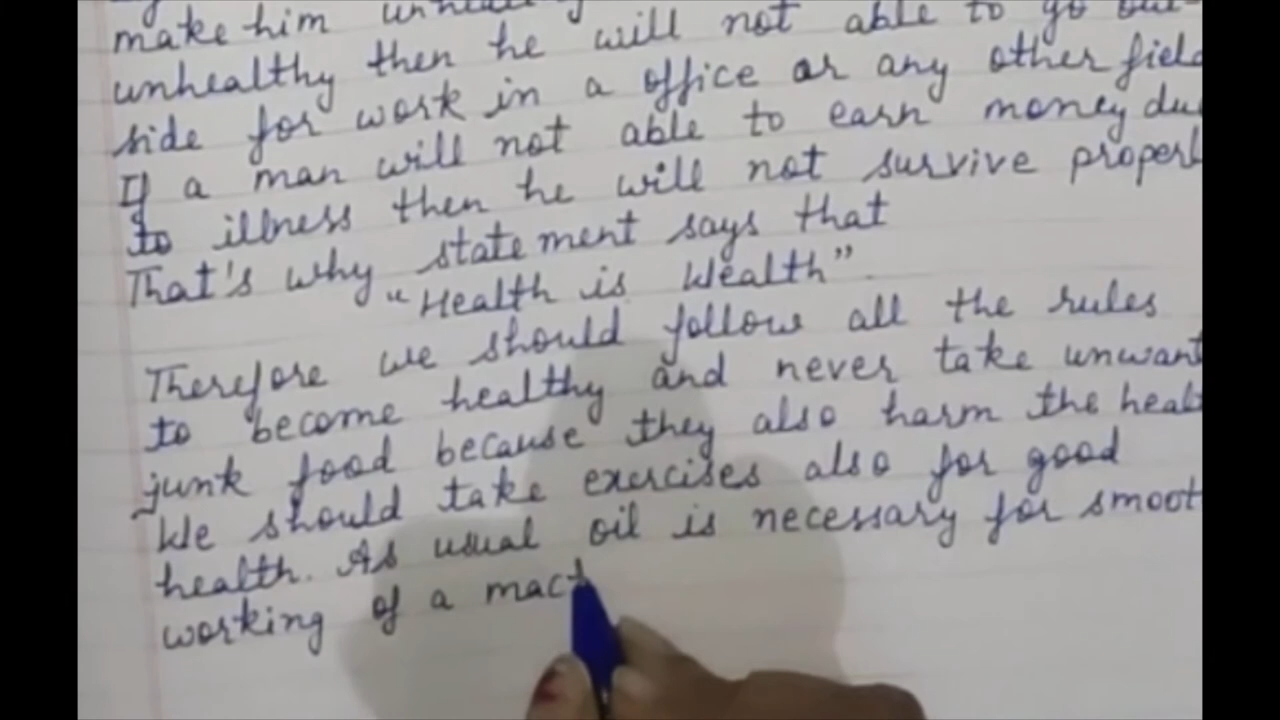 make him
unhealthy then he will not able to go out-
side for work in a office or any other field
If a man will not able to earn money due
to illness then he will not survive properl
That's why statement says that
"Health is Wealth".
Therefore we should follow all the rules
to become healthy and never take unwant
junk food because they also harm the healt
We should take exercises also for good
health. As usual oil is necessary for smoot
working of a mac